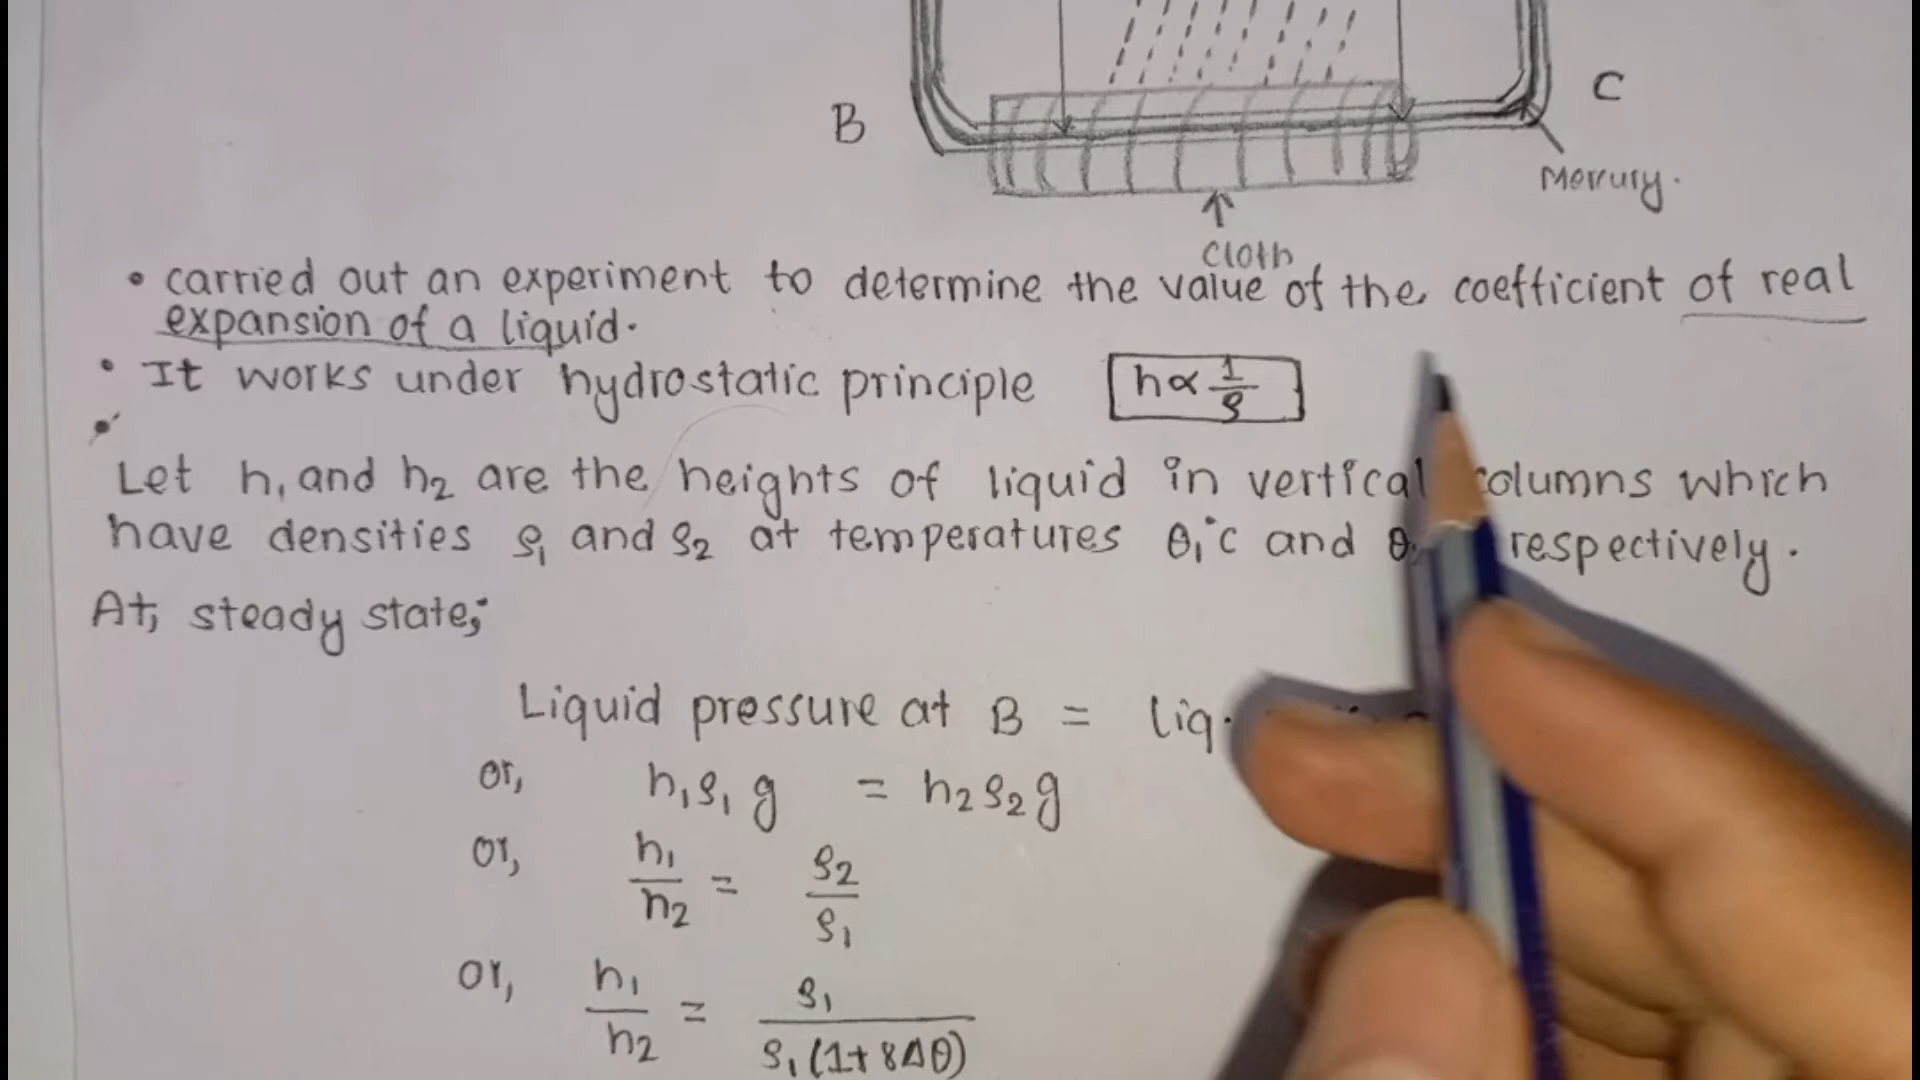 B
C
Mercury.
↑
cloth
• carried out an experiment to determine the value of the coefficient of real
expansion of a liquid.
• It works under hydrostatic principle h∝1/ρ
Let h₁ and h₂ are the heights of liquid in vertical columns which
have densities ρ₁ and ρ₂ at temperatures θ₁°c and θ respectively.
At, steady state,
Liquid pressure at B = liq.
or, h₁ρ₁g = h₂ρ₂g
or, h₁/h₂ = ρ₂/ρ₁
or, h₁/h₂ = ρ₁/ρ₁(1+γΔθ)